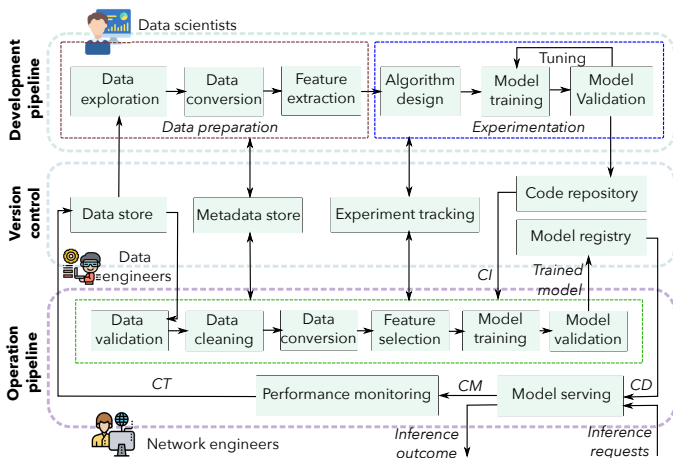 Data scientists
Development
pipeline
Data
exploration
Data
conversion
Feature
extraction
Data preparation
Algorithm
design
Model
training
Tuning
Model
Validation
Experimentation
Version
control
Data store
Metadata store
Experiment tracking
Code repository
Model registry
Data
engineers
CI
Trained
model
Operation
pipeline
Data
validation
Data
cleaning
Data
conversion
Feature
selection
Model
training
Model
validation
CT
Performance monitoring
CM
Model serving
CD
Network engineers
Inference
outcome
Inference
requests